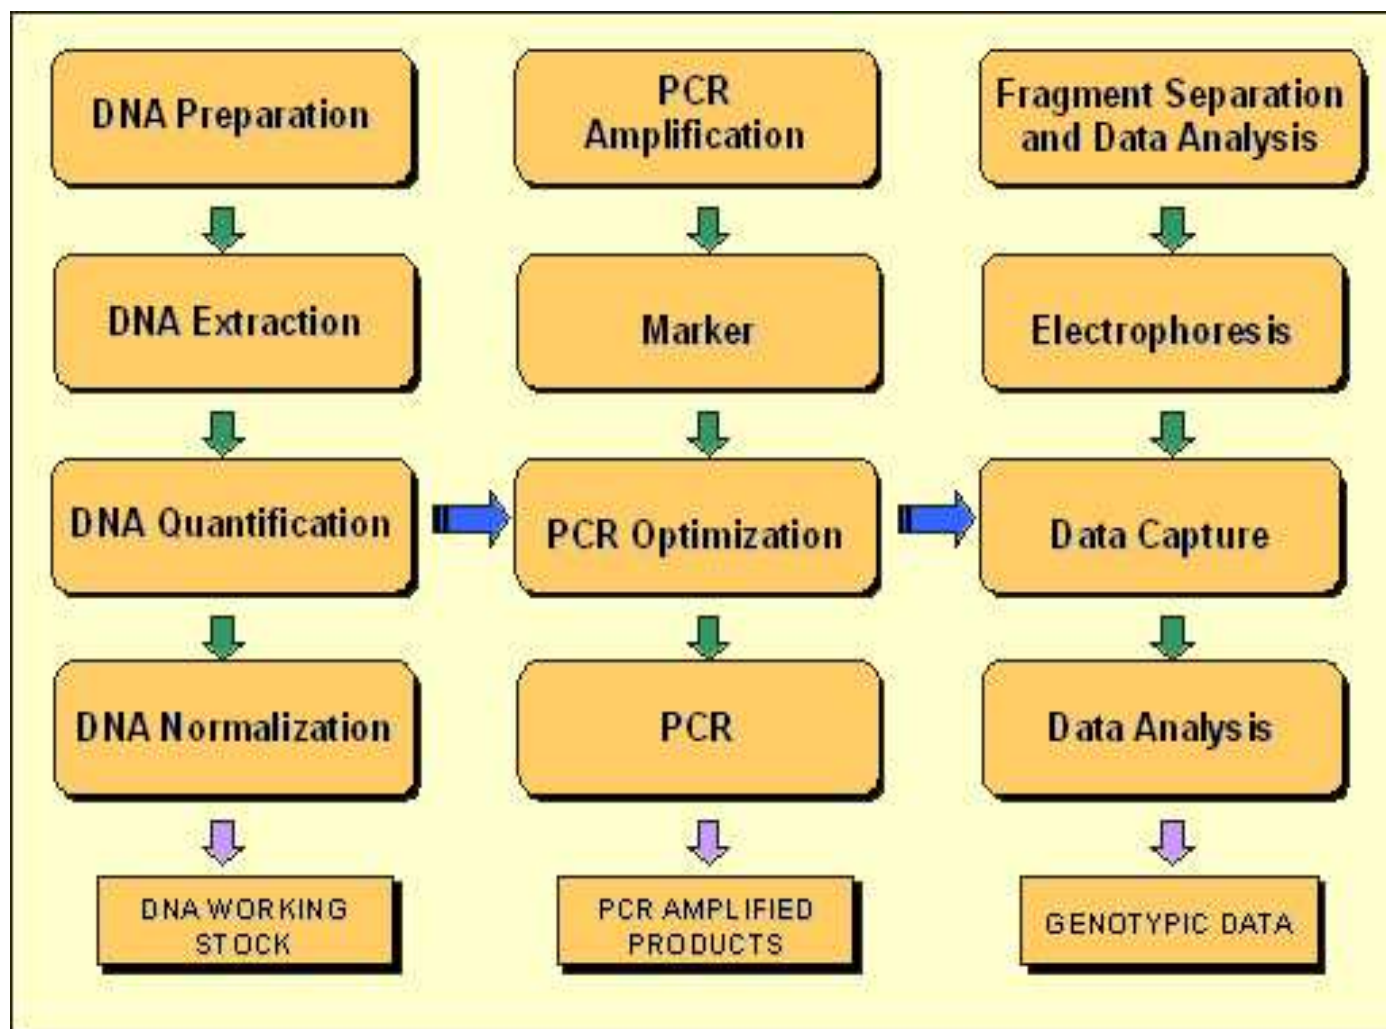 DNA Preparation
DNA Extraction
DNA Quantification
DNA Normalization
DNA WORKING
STOCK
PCR
Amplification
Marker
PCR Optimization
PCR
PCR AMPLIFIED
PRODUCTS
Fragment Separation
and Data Analysis
Electrophoresis
Data Capture
Data Analysis
GENOTYPIC DATA